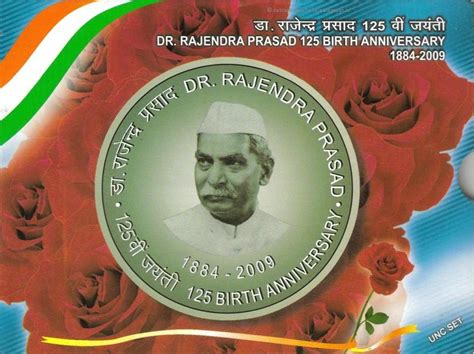 डा. राजेन्द्र प्रसाद 125 वीं जयंती
DR. RAJENDRA PRASAD 125 BIRTH ANNIVERSARY
1884-2009
डा. राजेन्द्र प्रसाद DR. RAJENDRA PRASAD
125वीं जयंती 125 BIRTH ANNIVERSARY
1884 - 2009
UNC SET